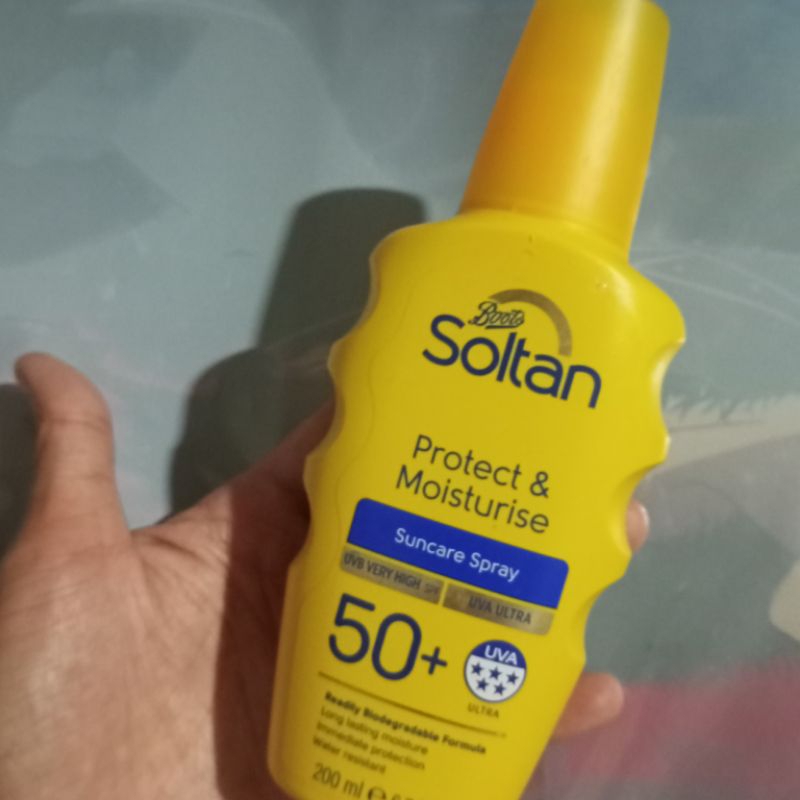 Boots
Soltan
Protect &
Moisturise
Suncare Spray
UVB VERY HIGH SPF UVA ULTRA
50+
UVA
ULTRA
Readily Biodegradable Formula
Long lasting moisture
Immediate protection
Water resistant
200 ml ℮